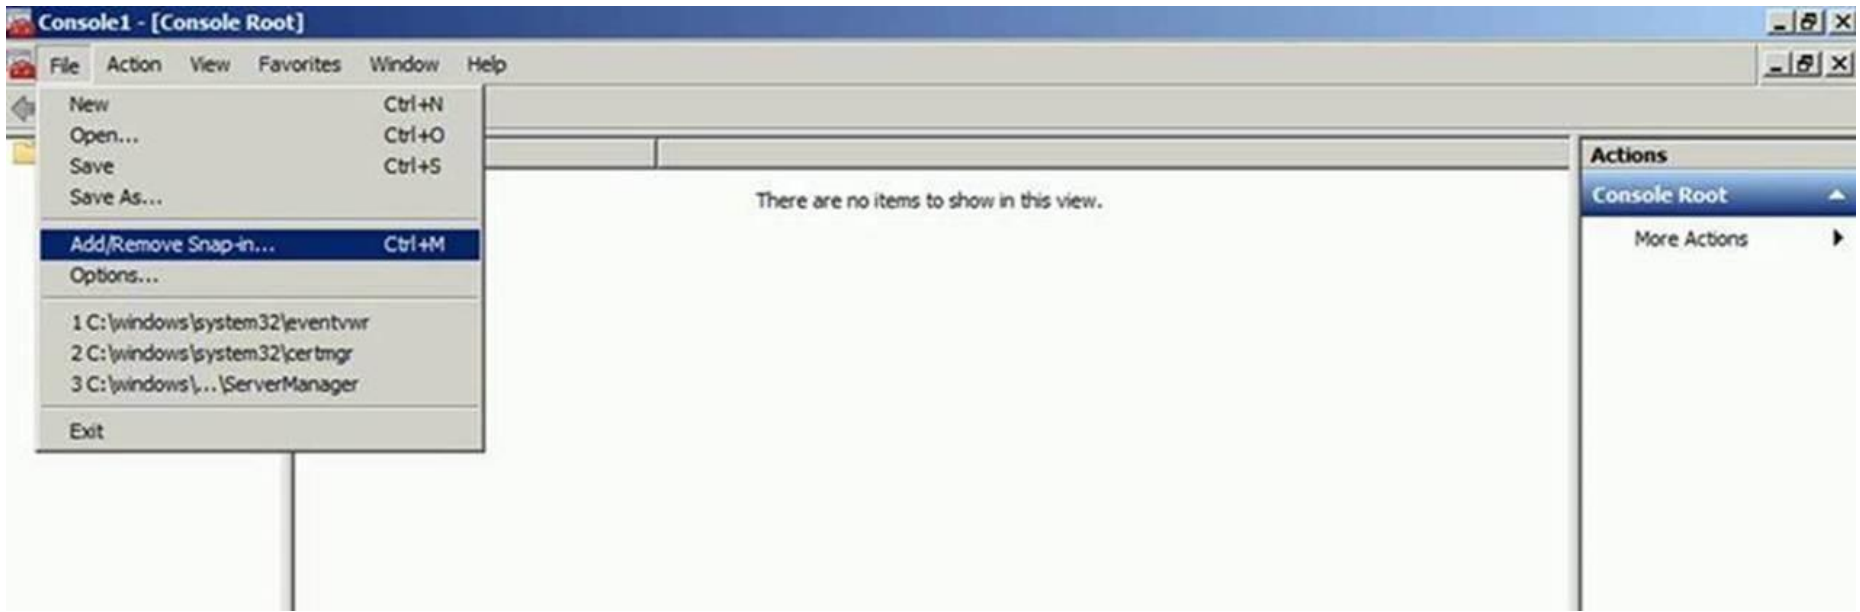 Console1 - [Console Root]
File Action View Favorites Window Help
New Ctrl+N
Open... Ctrl+O
Save Ctrl+S
Save As...
Add/Remove Snap-in... Ctrl+M
Options...
1 C:\windows\system32\eventvwr
2 C:\windows\system32\certmgr
3 C:\windows\...\ServerManager
Exit
There are no items to show in this view.
Actions
Console Root
More Actions